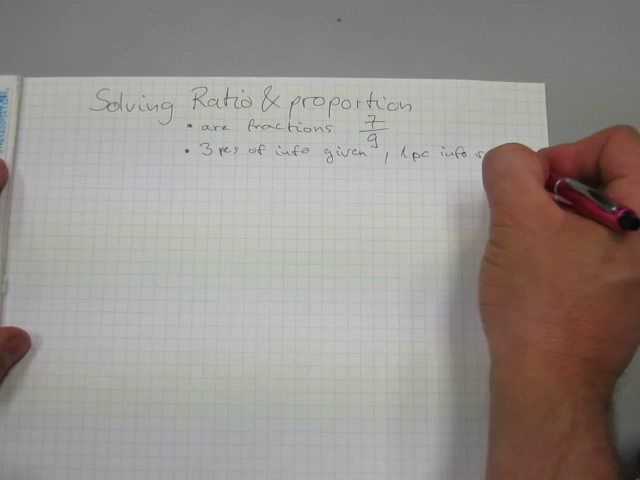 Solving Ratio & proportion
• are fractions 7/9
• 3 pcs of info given, 1 pc info